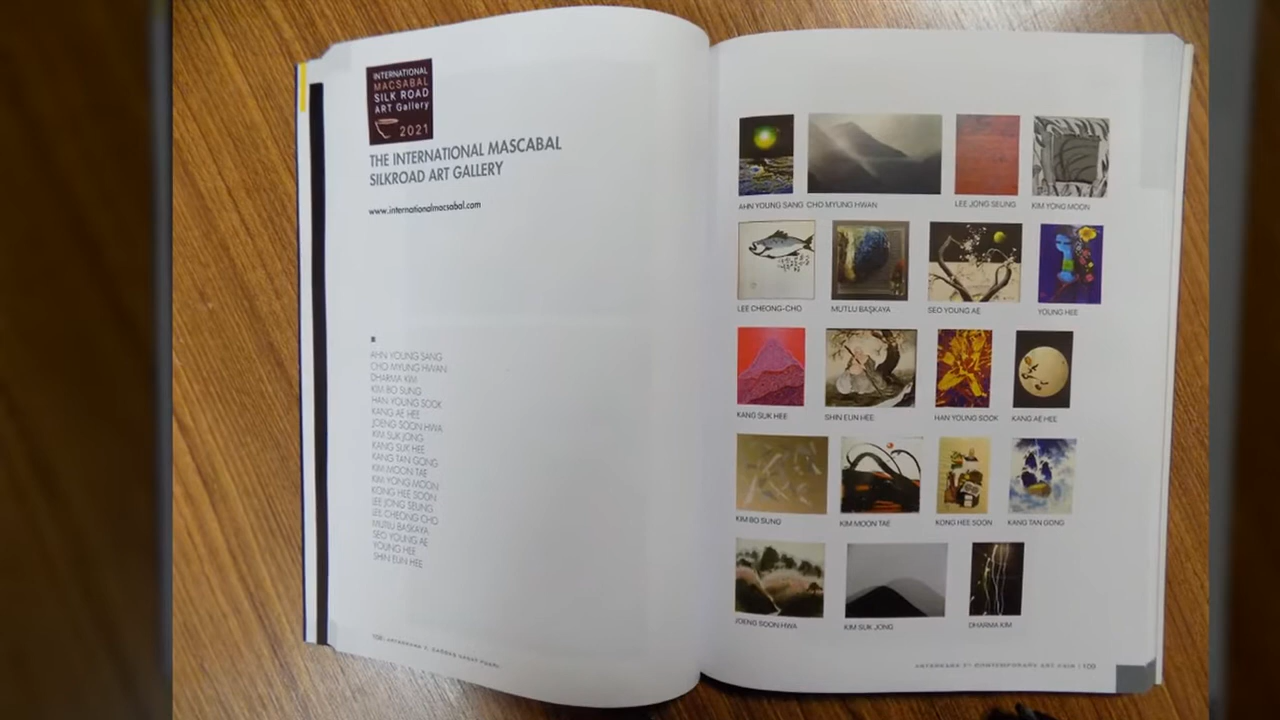 INTERNATIONAL
MACSABAL
SILK ROAD
ART Gallery
2021
THE INTERNATIONAL MASCABAL
SILKROAD ART GALLERY
www.internationalmacsabal.com
AHN YOUNG SANG
CHO MYUNG HWAN
DHARMA KIM
KIM BO SUNG
HAN YOUNG SOOK
KANG AE HEE
JOENG SOON HWA
KIM SUK JONG
KANG SUK HEE
KANG TAN GONG
KIM MOON TAE
KIM YONG MOON
KONG HEE SOON
LEE JONG SEUNG
LEE CHEONG CHO
MUTLU BAŞKAYA
SEO YOUNG AE
YOUNG HEE
SHIN EUN HEE
AHN YOUNG SANG CHO MYUNG HWAN LEE JONG SEUNG KIM YONG MOON
LEE CHEONG-CHO MUTLU BAŞKAYA SEO YOUNG AE YOUNG HEE
KANG SUK HEE SHIN EUN HEE HAN YOUNG SOOK KANG AE HEE
KIM BO SUNG KIM MOON TAE KONG HEE SOON KANG TAN GONG
JOENG SOON HWA KIM SUK JONG DHARMA KIM
CONTEMPORARY ART FAIR | 109